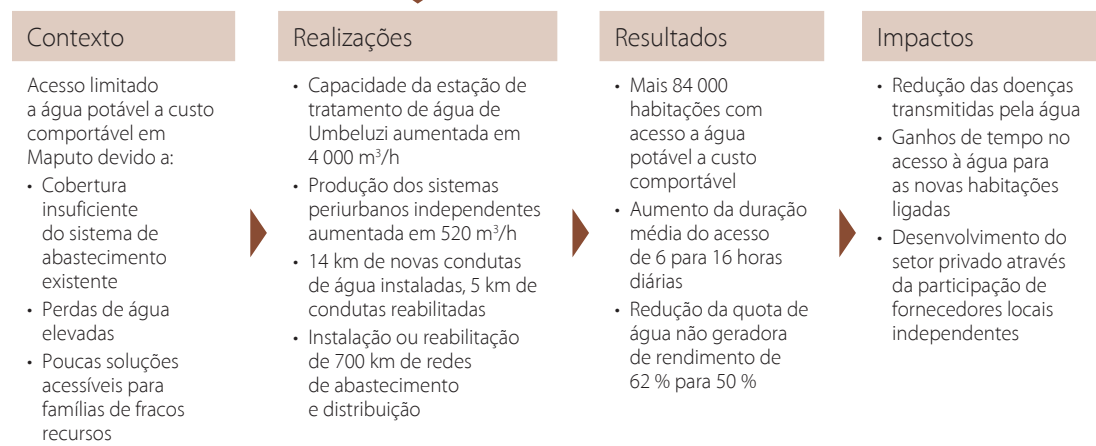 Contexto
Acesso limitado
a água potável a custo
comportável em
Maputo devido a:
• Cobertura
insuficiente
do sistema de
abastecimento
existente
• Perdas de água
elevadas
• Poucas soluções
acessíveis para
famílias de fracos
recursos
Realizações
• Capacidade da estação de
tratamento de água de
Umbeluzi aumentada em
4 000 m³/h
• Produção dos sistemas
periurbanos independentes
aumentada em 520 m³/h
• 14 km de novas condutas
de água instaladas, 5 km de
condutas reabilitadas
• Instalação ou reabilitação
de 700 km de redes
de abastecimento
e distribuição
Resultados
• Mais 84 000
habitações com
acesso a água
potável a custo
comportável
• Aumento da duração
média do acesso
de 6 para 16 horas
diárias
• Redução da quota de
água não geradora
de rendimento de
62 % para 50 %
Impactos
• Redução das doenças
transmitidas pela água
• Ganhos de tempo no
acesso à água para
as novas habitações
ligadas
• Desenvolvimento do
setor privado através
da participação de
fornecedores locais
independentes